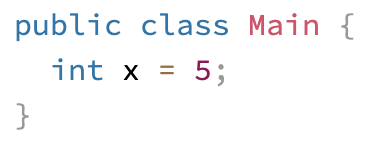 public class Main {
  int x = 5;
}